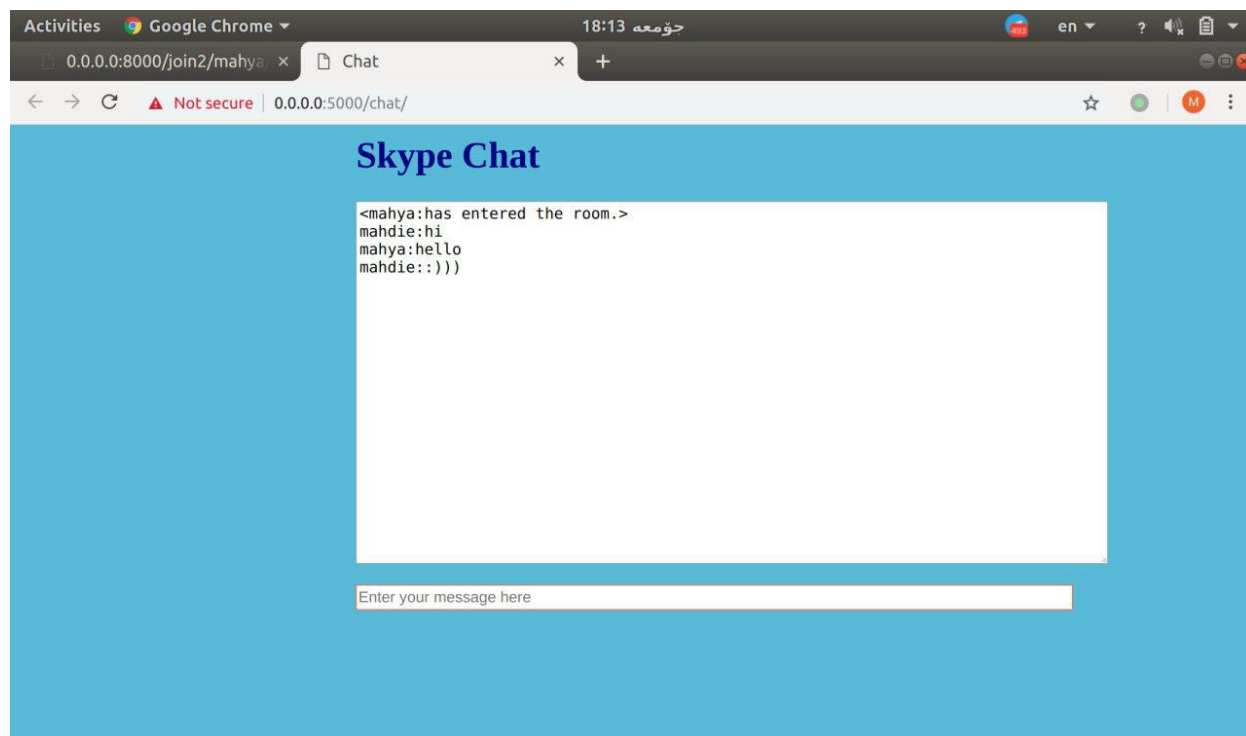 Activities Google Chrome جۆمعه 18:13 en ?
0.0.0.0:8000/join2/mahya Chat
Not secure 0.0.0.0:5000/chat/ M
Skype Chat
<mahya:has entered the room.>
mahdie:hi
mahya:hello
mahdie::)))
Enter your message here